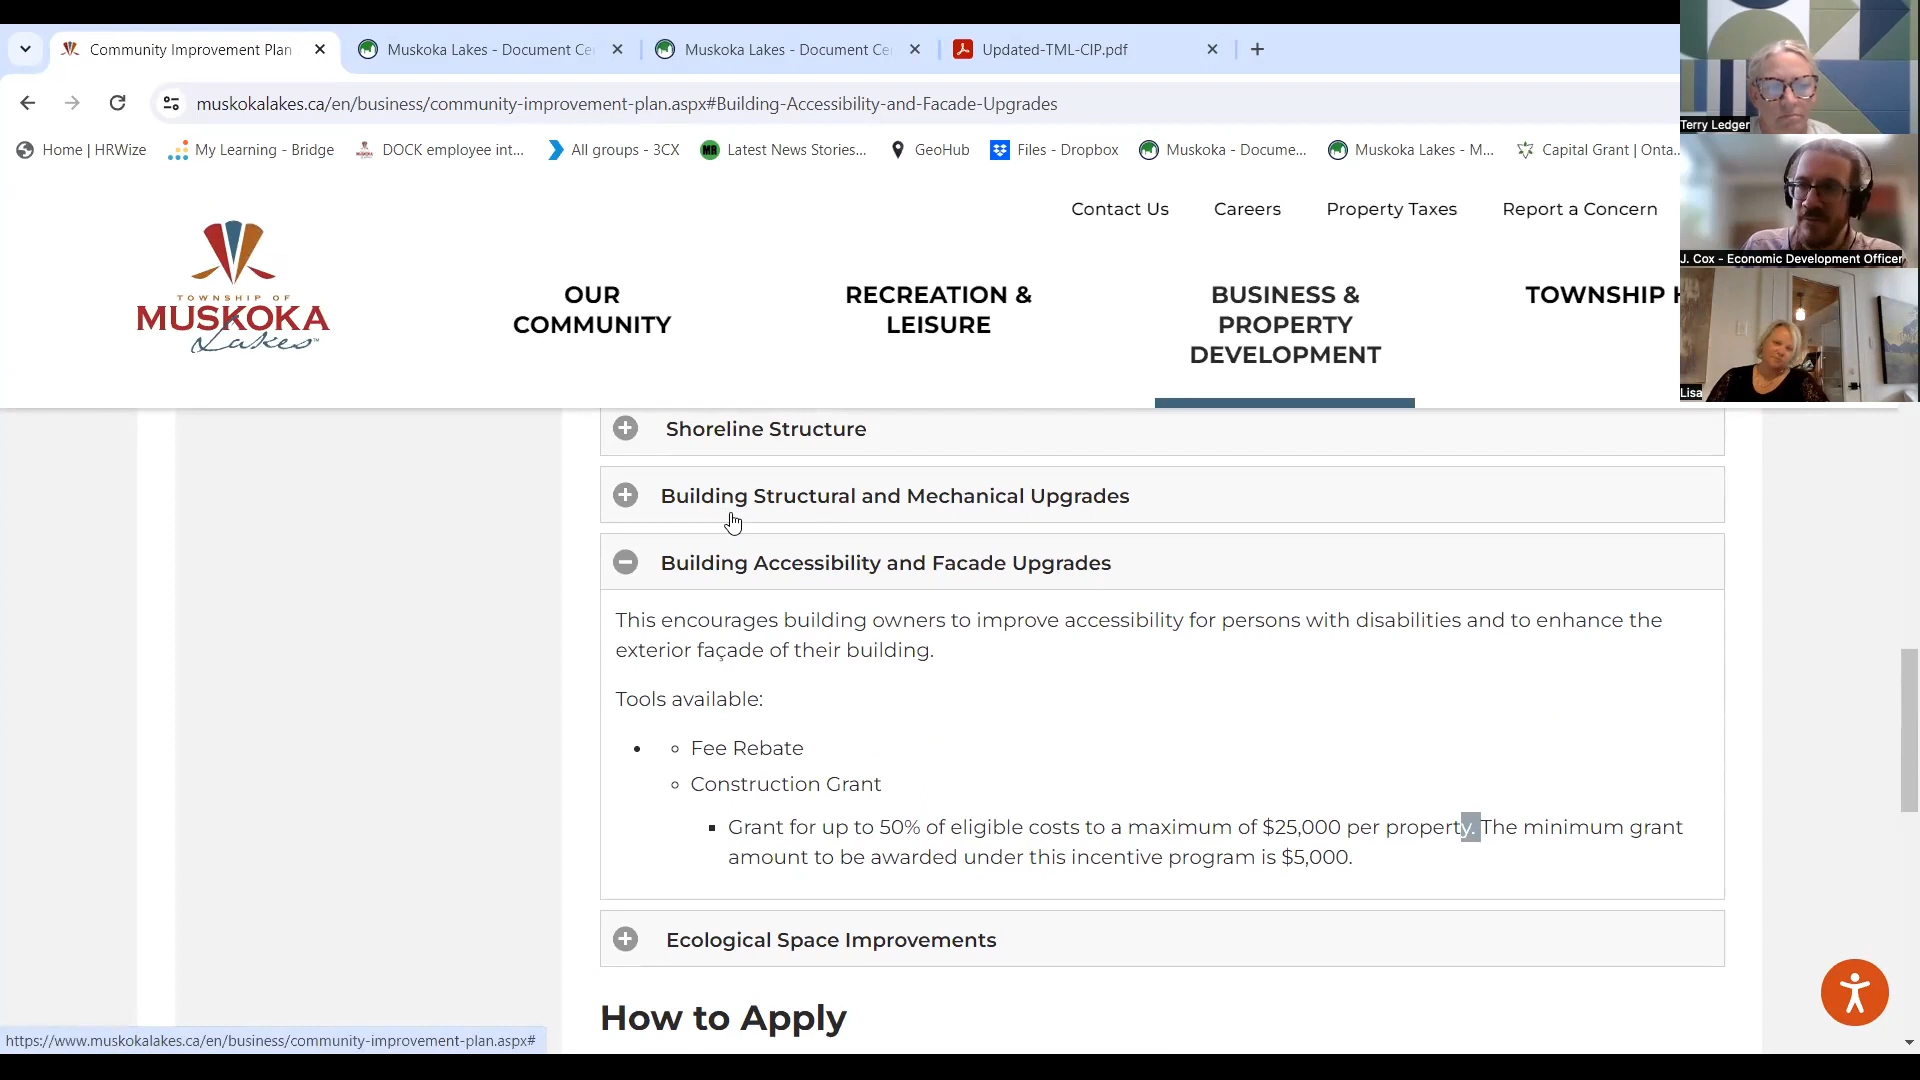 Community Improvement Plan
Muskoka Lakes - Document Ce
Muskoka Lakes - Document Ce
Updated-TML-CIP.pdf
muskokalakes.ca/en/business/community-improvement-plan.aspx#Building-Accessibility-and-Facade-Upgrades
Home | HRWize
My Learning - Bridge
DOCK employee int...
All groups - 3CX
MR
Latest News Stories...
GeoHub
Files - Dropbox
Muskoka - Docume...
Muskoka Lakes - M...
Capital Grant | Onta...
Terry Ledger
J. Cox - Economic Development Officer
Lisa
Contact Us
Careers
Property Taxes
Report a Concern
TOWNSHIP OF
MUSKOKA
Lakes
OUR
COMMUNITY
RECREATION &
LEISURE
BUSINESS &
PROPERTY
DEVELOPMENT
TOWNSHIP H
Shoreline Structure
Building Structural and Mechanical Upgrades
Building Accessibility and Facade Upgrades
This encourages building owners to improve accessibility for persons with disabilities and to enhance the
exterior façade of their building.
Tools available:
Fee Rebate
Construction Grant
Grant for up to 50% of eligible costs to a maximum of $25,000 per property. The minimum grant
amount to be awarded under this incentive program is $5,000.
Ecological Space Improvements
How to Apply
https://www.muskokalakes.ca/en/business/community-improvement-plan.aspx#